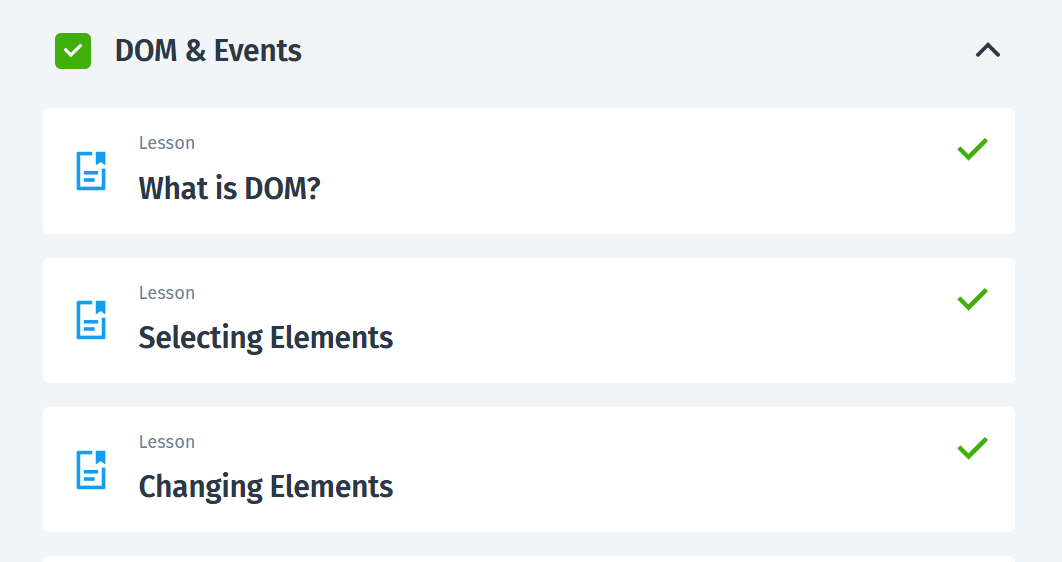 DOM & Events
Lesson
What is DOM?
Lesson
Selecting Elements
Lesson
Changing Elements